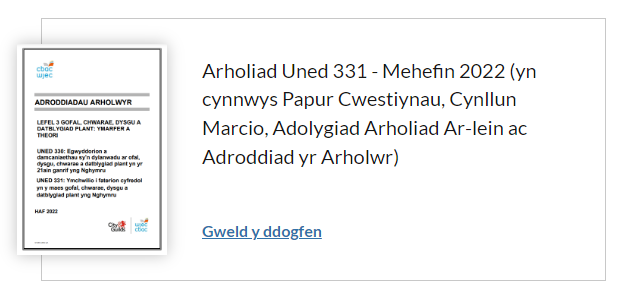 cbac
wjec
ADRODDIADAU ARHOLWYR
LEFEL 3 GOFAL, CHWARAE, DYSGU A
DATBLYGIAD PLANT: YMARFER A
THEORI
UNED 330: Egwyddorion a
damcaniaethau sy'n dylanwadu ar ofal,
dysgu, chwarae a datblygiad plant yn yr
21ain ganrif yng Nghymru
UNED 331: Ymchwilio i faterion cyfredol
yn y maes gofal, chwarae, dysgu a
datblygiad plant yng Nghymru
HAF 2022
City&
Guilds
wjec
cbac
Arholiad Uned 331 - Mehefin 2022 (yn
cynnwys Papur Cwestiynau, Cynllun
Marcio, Adolygiad Arholiad Ar-lein ac
Adroddiad yr Arholwr)
Gweld y ddogfen